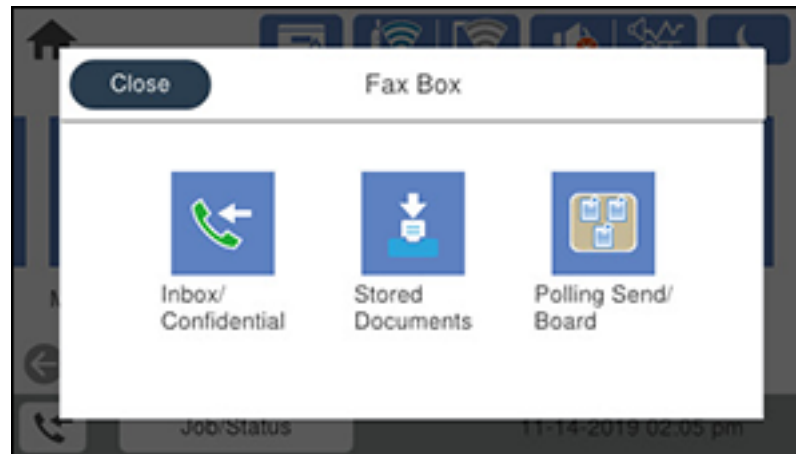 Close
Fax Box
Inbox/
Confidential
Stored
Documents
Polling Send/
Board
Job/Status
11-14-2019 02:05 pm